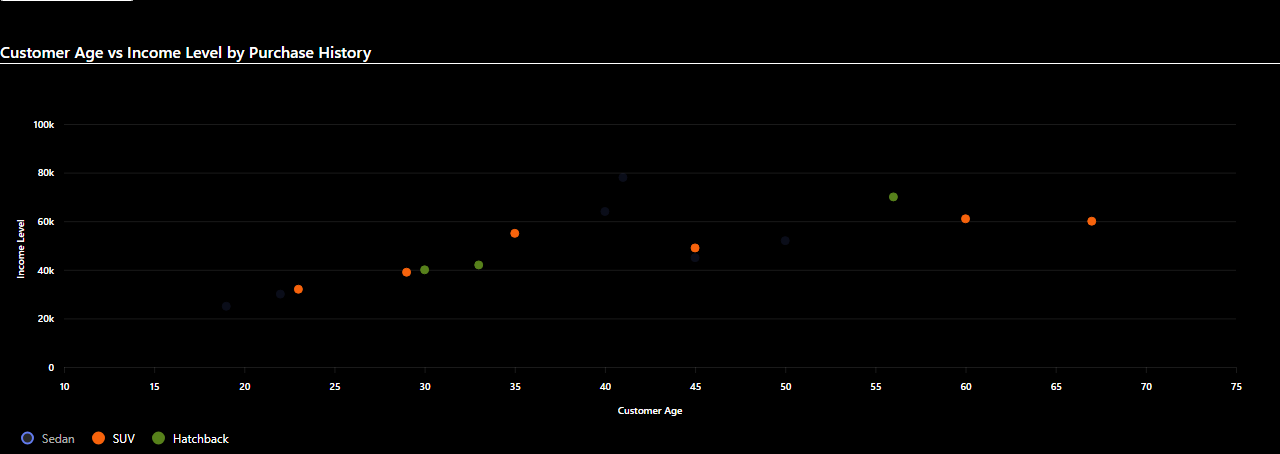 Customer Age vs Income Level by Purchase History
100k
80k
60k
40k
20k
0
Income Level
10 15 20 25 30 35 40 45 50 55 60 65 70 75
Customer Age
Sedan SUV Hatchback